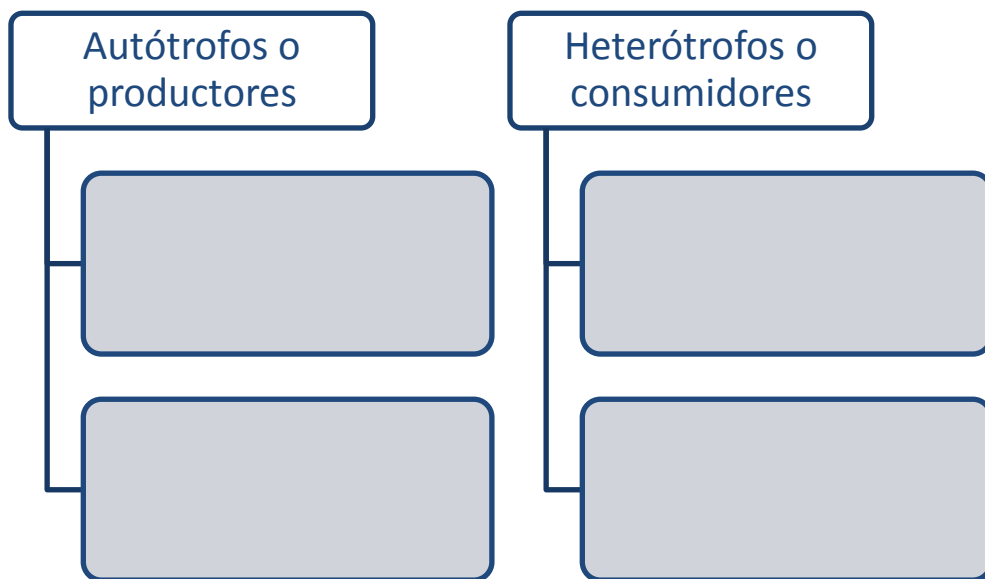 Autótrofos o
productores
Heterótrofos o
consumidores